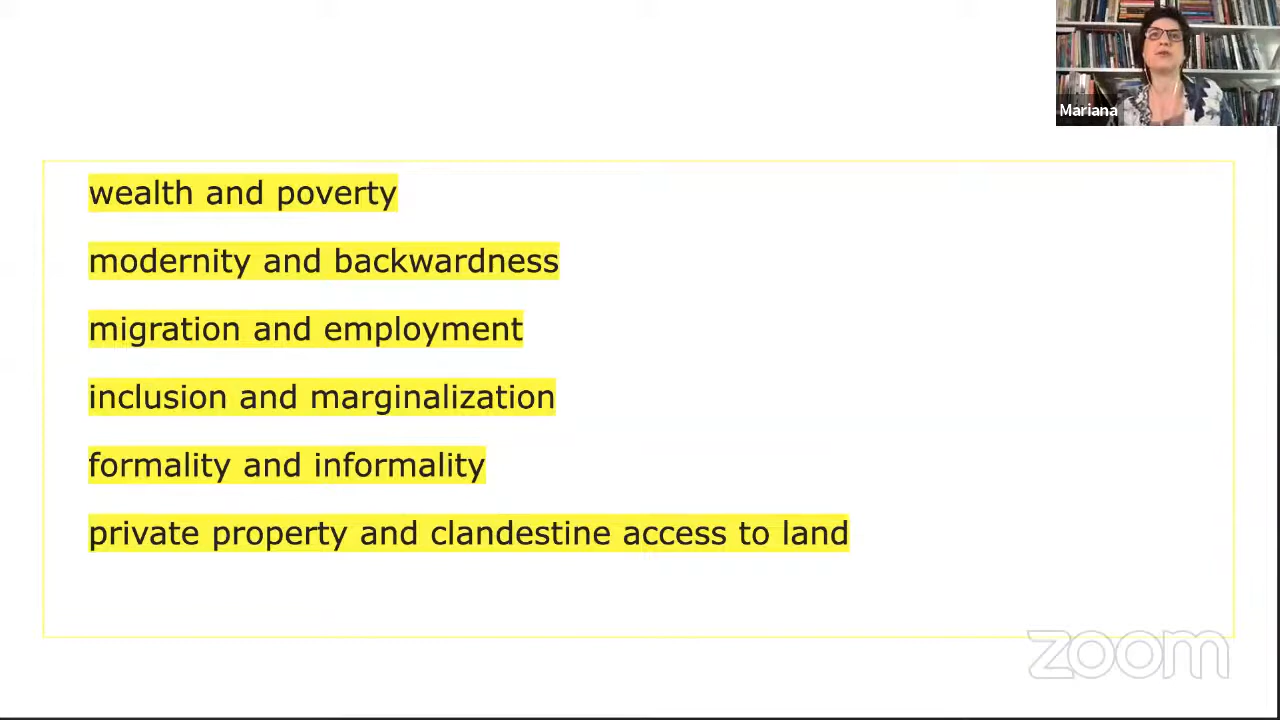 Mariana
wealth and poverty
modernity and backwardness
migration and employment
inclusion and marginalization
formality and informality
private property and clandestine access to land
zoom